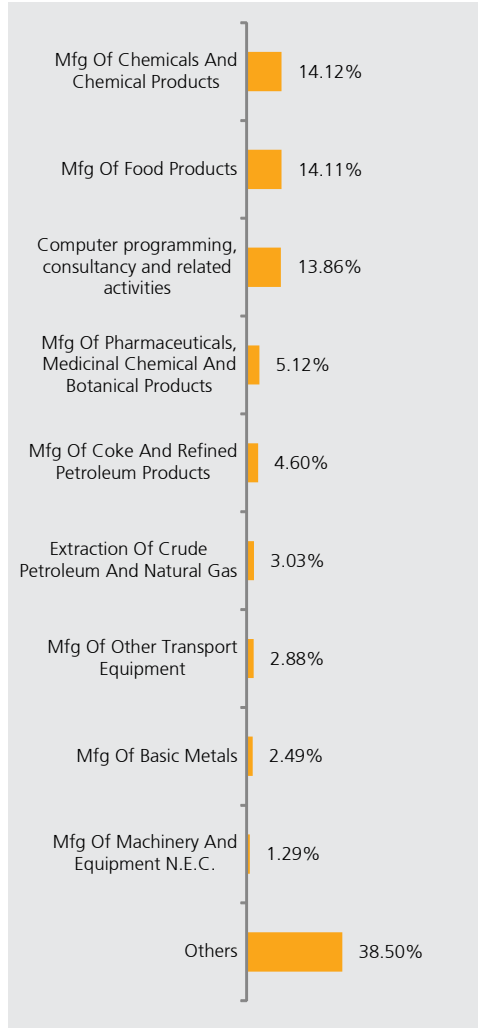 Mfg Of Chemicals And
Chemical Products
14.12%
Mfg Of Food Products
14.11%
Computer programming,
consultancy and related
activities
13.86%
Mfg Of Pharmaceuticals,
Medicinal Chemical And
Botanical Products
5.12%
Mfg Of Coke And Refined
Petroleum Products
4.60%
Extraction Of Crude
Petroleum And Natural Gas
3.03%
Mfg Of Other Transport
Equipment
2.88%
Mfg Of Basic Metals
2.49%
Mfg Of Machinery And
Equipment N.E.C.
1.29%
Others
38.50%